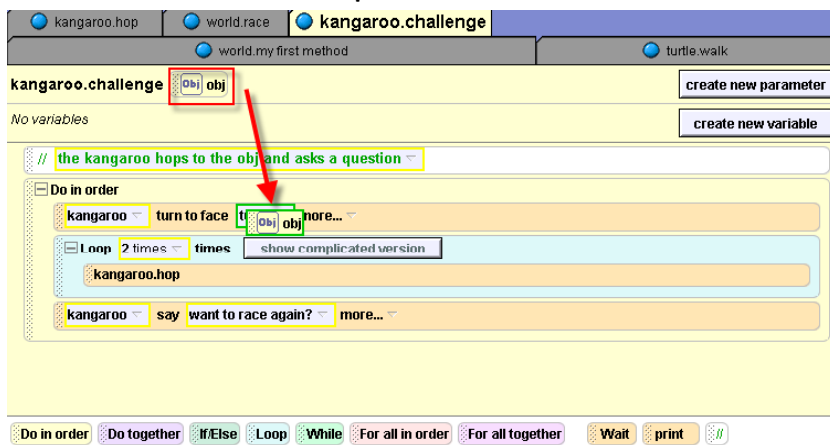 kangaroo.hop world.race kangaroo.challenge
world.my first method turtle.walk
kangaroo.challenge Obj obj create new parameter
No variables create new variable
// the kangaroo hops to the obj and asks a question
Do in order
kangaroo turn to face Obj obj more...
Loop 2 times times show complicated version
kangaroo.hop
kangaroo say want to race again? more...
Do in order Do together If/Else Loop While For all in order For all together Wait print //